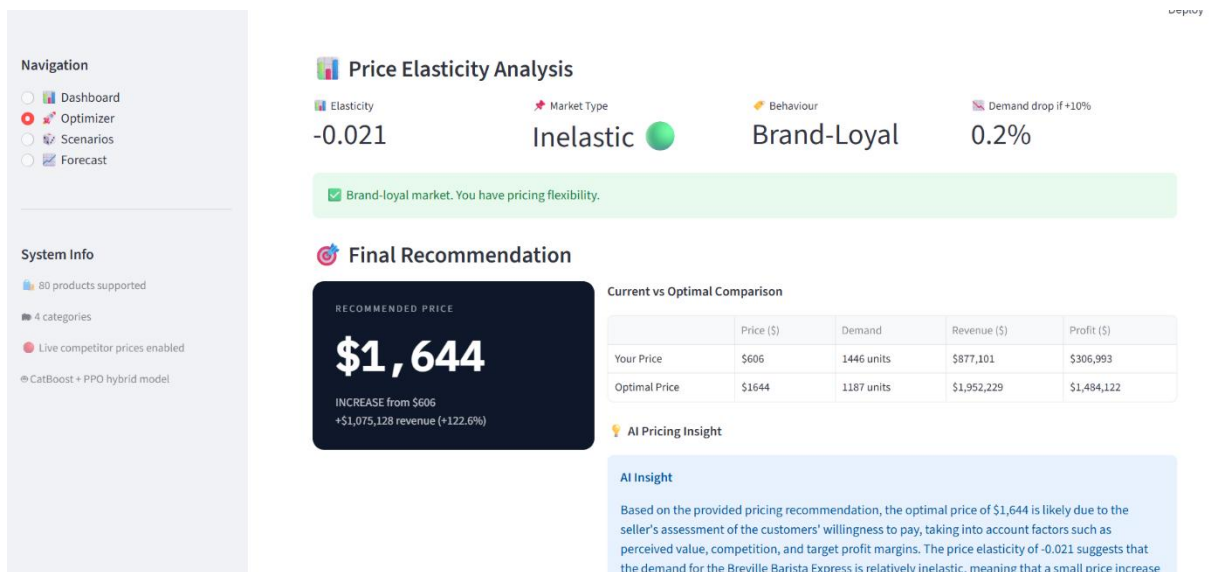 Deploy
Navigation
Dashboard
Optimizer
Scenarios
Forecast
System Info
80 products supported
4 categories
Live competitor prices enabled
CatBoost + PPO hybrid model
Price Elasticity Analysis
Elasticity
-0.021
Market Type
Inelastic
Behaviour
Brand-Loyal
Demand drop if +10%
0.2%
Brand-loyal market. You have pricing flexibility.
Final Recommendation
RECOMMENDED PRICE
$1,644
INCREASE from $606
+$1,075,128 revenue (+122.6%)
Current vs Optimal Comparison
Price ($) Demand Revenue ($) Profit ($)
Your Price $606 1446 units $877,101 $306,993
Optimal Price $1644 1187 units $1,952,229 $1,484,122
AI Pricing Insight
AI Insight
Based on the provided pricing recommendation, the optimal price of $1,644 is likely due to the
seller's assessment of the customers' willingness to pay, taking into account factors such as
perceived value, competition, and target profit margins. The price elasticity of -0.021 suggests that
the demand for the Breville Barista Express is relatively inelastic, meaning that a small price increase